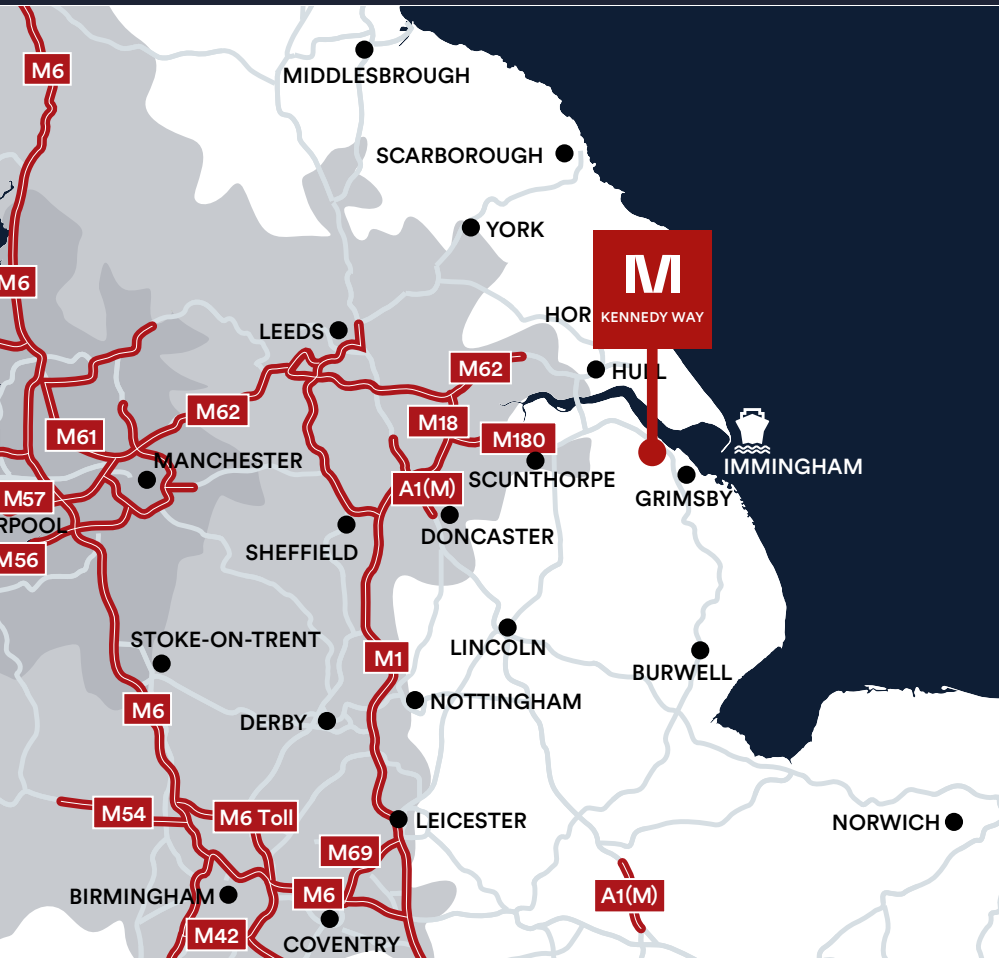 M6
MIDDLESBROUGH
SCARBOROUGH
YORK
M
KENNEDY WAY
M6
HOR
LEEDS
M62
HULL
M62
M18
M61
M180
MANCHESTER
IMMINGHAM
SCUNTHORPE
A1(M)
M57
GRIMSBY
RPOOL
DONCASTER
SHEFFIELD
M56
STOKE-ON-TRENT
LINCOLN
M1
BURWELL
NOTTINGHAM
M6
DERBY
M54
M6 Toll
LEICESTER
NORWICH
M69
BIRMINGHAM
M6
A1(M)
M42
COVENTRY